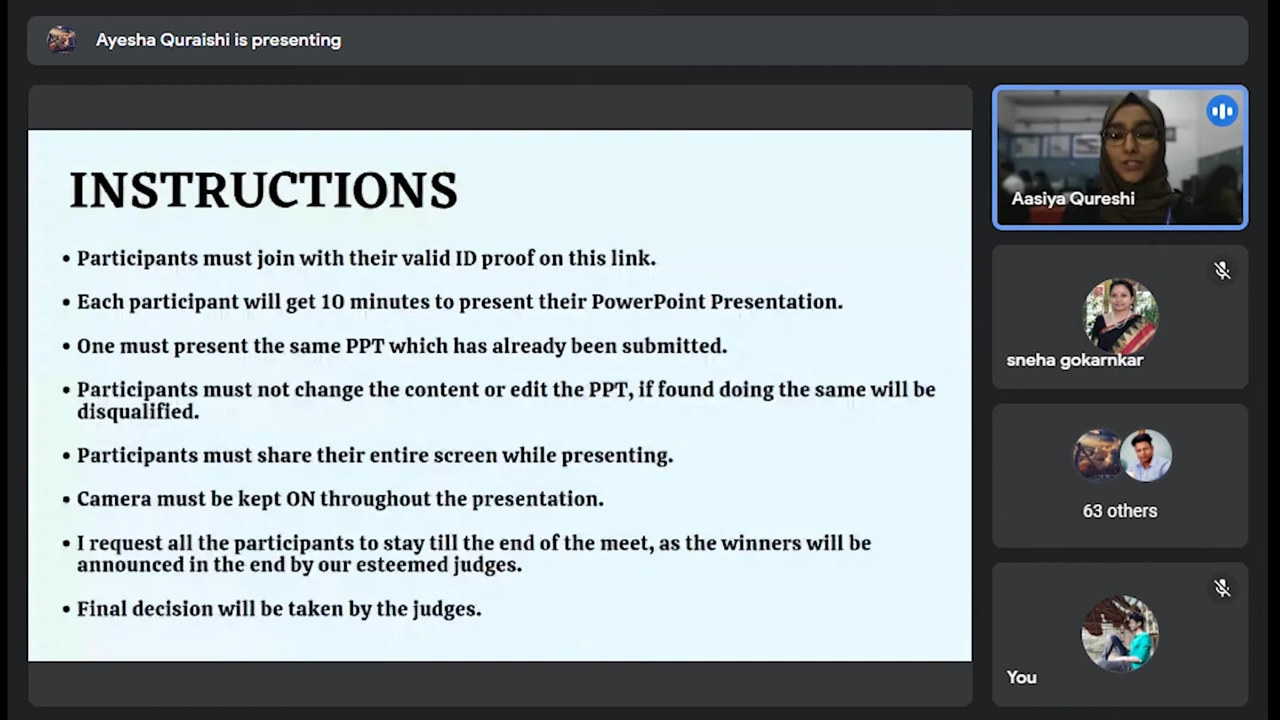 Ayesha Quraishi is presenting
INSTRUCTIONS
• Participants must join with their valid ID proof on this link.
• Each participant will get 10 minutes to present their PowerPoint Presentation.
• One must present the same PPT which has already been submitted.
• Participants must not change the content or edit the PPT, if found doing the same will be
disqualified.
• Participants must share their entire screen while presenting.
• Camera must be kept ON throughout the presentation.
• I request all the participants to stay till the end of the meet, as the winners will be
announced in the end by our esteemed judges.
• Final decision will be taken by the judges.
Aasiya Qureshi
sneha gokarnkar
63 others
You